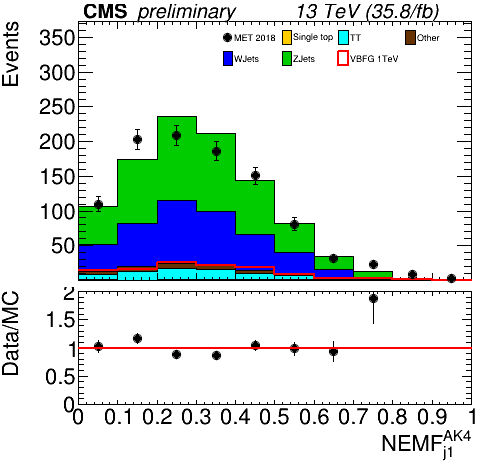 CMS preliminary 13 TeV (35.8/fb)
Events
350
300
250
200
150
100
50
MET 2018 Single top TT Other
WJets ZJets VBFG 1TeV
Data/MC
2
1.5
1
0.5
0
0 0.1 0.2 0.3 0.4 0.5 0.6 0.7 0.8 0.9 1
NEMF_{j1}^{AK4}